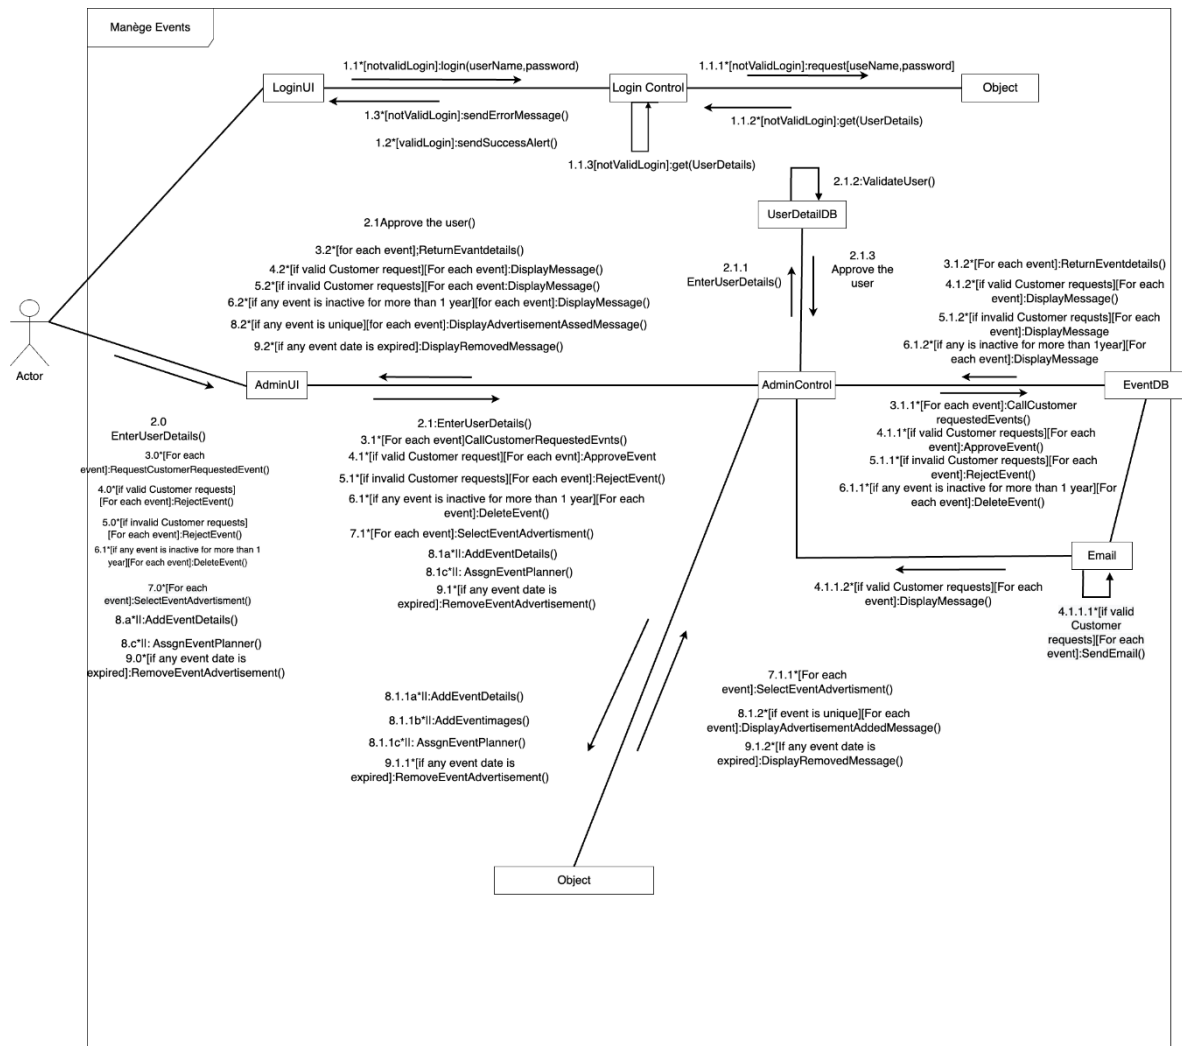 Manège Events
1.1*[notvalidLogin]:login(userName,password)
1.1.1*[notValidLogin]:request[useName,password]
LoginUI
Login Control
Object
1.3*[notValidLogin]:sendErrorMessage()
1.1.2*[notValidLogin]:get(UserDetails)
1.2*[validLogin]:sendSuccessAlert()
1.1.3[notValidLogin]:get(UserDetails)
2.1.2:ValidateUser()
UserDetailDB
2.1Approve the user()
3.2*[for each event];ReturnEvantdetails()
4.2*[if valid Customer request][For each event]:DisplayMessage()
5.2*[if invalid Customer requests][For each event:DisplayMessage()
6.2*[if any event is inactive for more than 1 year][for each event]:DisplayMessage()
8.2*[if any event is unique][for each event]:DisplayAdvertisementAssedMessage()
9.2*[if any event date is expired]:DisplayRemovedMessage()
2.1.1
EnterUserDetails()
2.1.3
Approve the
user
3.1.2*[For each event]:ReturnEventdetails()
4.1.2*[if valid Customer requests][For each
event]:DisplayMessage()
5.1.2*[if invalid Customer requsts][For each
event]:DisplayMessage
6.1.2*[if any is inactive for more than 1year][For
each event]:DisplayMessage
Actor
AdminUI
AdminControl
EventDB
2.0
EnterUserDetails()
3.0*[For each
event]:RequestCustomerRequestedEvent()
4.0*[if valid Customer requests]
[For each event]:RejectEvent()
5.0*[if invalid Customer requests]
[For each event]:RejectEvent()
6.1*[if any event is inactive for more than 1
year][For each event]:DeleteEvent()
7.0*[For each
event]:SelectEventAdvertisment()
8.a*||:AddEventDetails()
8.c*||: AssgnEventPlanner()
9.0*[if any event date is
expired]:RemoveEventAdvertisement()
2.1:EnterUserDetails()
3.1*[For each event]CallCustomerRequestedEvnts()
4.1*[if valid Customer request][For each evnt]:ApproveEvent
5.1*[if invalid Customer requests][For each event]:RejectEvent()
6.1*[if any event is inactive for more than 1 year][For each
event]:DeleteEvent()
7.1*[For each event]:SelectEventAdvertisment()
8.1a*||:AddEventDetails()
8.1c*||: AssgnEventPlanner()
9.1*[if any event date is
expired]:RemoveEventAdvertisement()
3.1.1*[For each event]:CallCustomer
requestedEvents()
4.1.1*[if valid Customer requests][For each
event]:ApproveEvent()
5.1.1*[if invalid Customer requests][For each
event]:RejectEvent()
6.1.1*[if any event is inactive for more than 1 year][For
each event]:DeleteEvent()
Email
4.1.1.2*[if valid Customer requests][For each
event]:DisplayMessage()
4.1.1.1*[if valid
Customer
requests][For each
event]:SendEmail()
8.1.1a*||:AddEventDetails()
8.1.1b*||:AddEventimages()
8.1.1c*||: AssgnEventPlanner()
9.1.1*[if any event date is
expired]:RemoveEventAdvertisement()
7.1.1*[For each
event]:SelectEventAdvertisment()
8.1.2*[if event is unique][For each
event]:DisplayAdvertisementAddedMessage()
9.1.2*[If any event date is
expired]:DisplayRemovedMessage()
Object